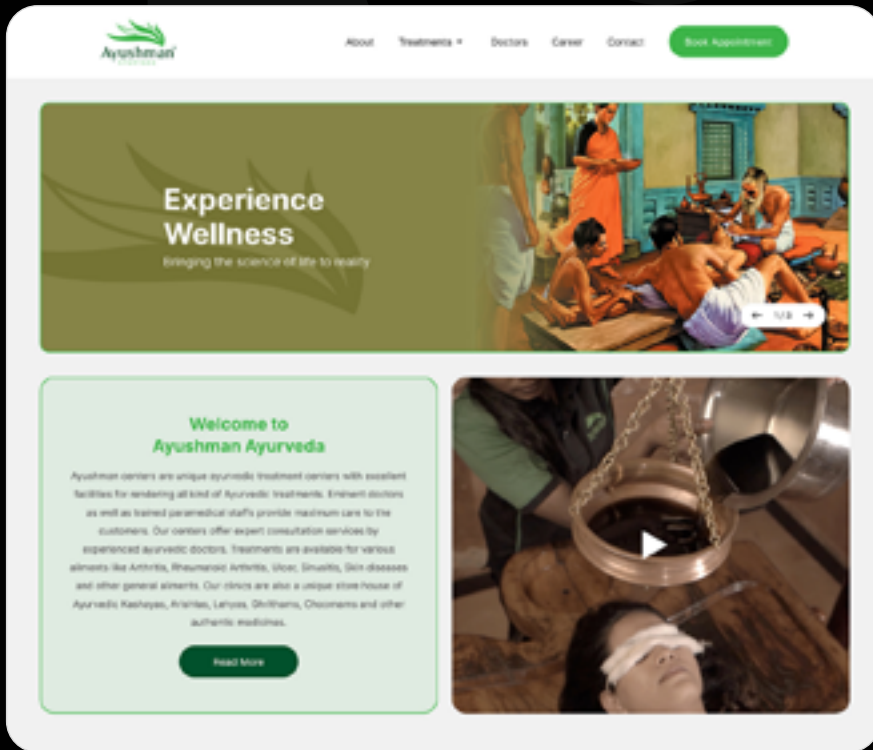 Ayushman
About Treatments Doctors Career Contact Book Appointment
Experience
Wellness
Bringing the science of life to reality
1/3
Welcome to
Ayushman Ayurveda
Ayushman centers are unique ayurvedic treatment centers with excellent
facilities for rendering all kind of Ayurvedic treatments. Eminent doctors
as well as trained paramedical staffs provide maximum care to the
customers. Our centers offer expert consultation services by
experienced ayurvedic doctors. Treatments are available for various
ailments like Arthritis, Rheumatoid Arthritis, Ulcer, Sinusitis, Skin diseases
and other general ailments. Our clinics are also a unique store house of
Ayurvedic Kashayas, Arishtas, Lehyas, and other
authentic medicines.
Read More